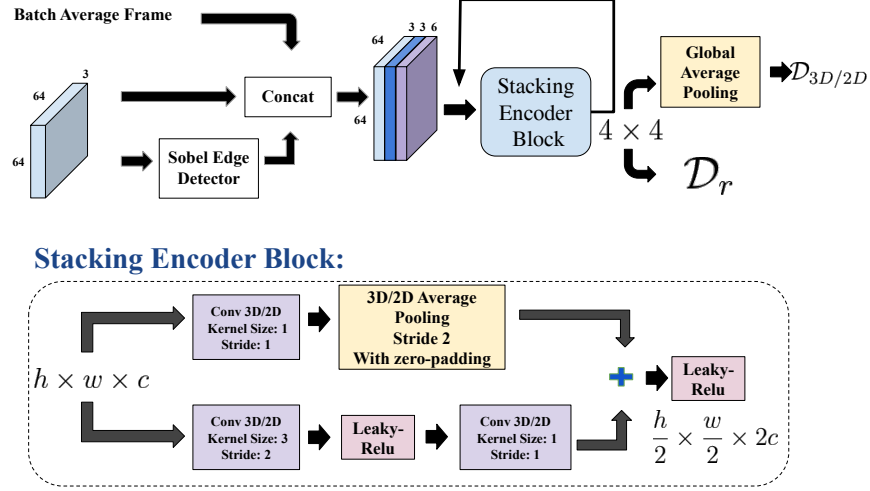 Batch Average Frame
3
64
64
Concat
Sobel Edge
Detector
3 3 6
64
64
Stacking
Encoder
Block
4 × 4
Global
Average
Pooling
𝒟3D/2D
𝒟r
Stacking Encoder Block:
h × w × c
Conv 3D/2D
Kernel Size: 1
Stride: 1
3D/2D Average
Pooling
Stride 2
With zero-padding
Conv 3D/2D
Kernel Size: 3
Stride: 2
Leaky-
Relu
Conv 3D/2D
Kernel Size: 1
Stride: 1
+
Leaky-
Relu
h/2 × w/2 × 2c